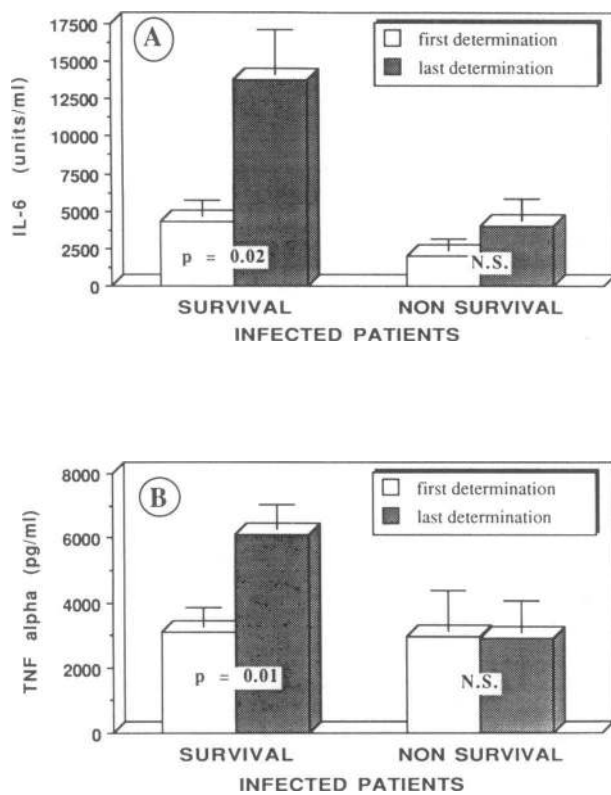 A
IL-6 (units/ml)
17500
15000
12500
10000
7500
5000
2500
0
first determination
last determination
p = 0.02
N.S.
SURVIVAL NON SURVIVAL
INFECTED PATIENTS
B
TNF alpha (pg/ml)
8000
6000
4000
2000
0
first determination
last determination
p = 0.01
N.S.
SURVIVAL NON SURVIVAL
INFECTED PATIENTS